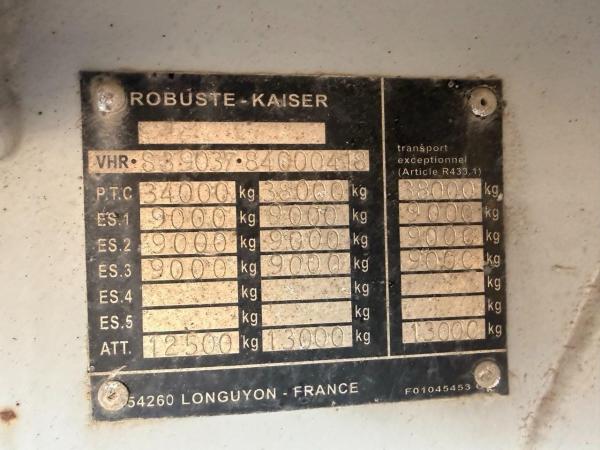 ROBUSTE - KAISER
VHR•S39037•84000418
transport
exceptionnel
(Article R433.1)
P.T.C 34000 kg 38000 kg 38000 kg
ES.1 9000 kg 9000 kg 9000 kg
ES.2 9000 kg 9000 kg 9000 kg
ES.3 9000 kg 9000 kg 9000 kg
ES.4 kg kg kg
ES.5 kg kg kg
ATT. 12500 kg 13000 kg 13000 kg
54260 LONGUYON - FRANCE F01045453